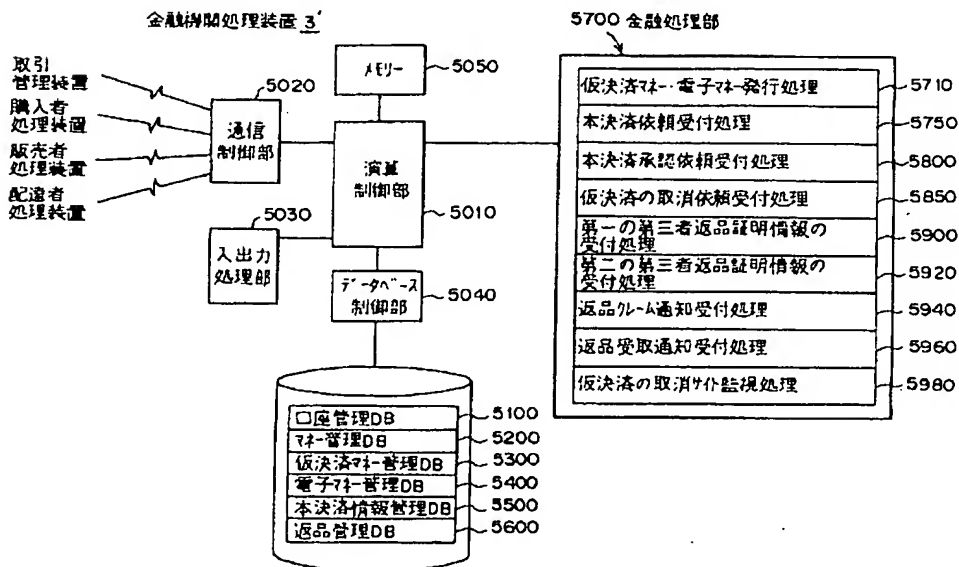 金融機関処理装置 3'
取引
管理装置
購入者
処理装置
販売者
処理装置
配達者
処理装置
5020
通信
制御部
メモリー
5050
演算
制御部
5010
5030
入出力
処理部
データベース
制御部
5040
口座管理DB
5100
マネー管理DB
5200
仮決済マネー管理DB
5300
電子マネー管理DB
5400
本決済情報管理DB
5500
返品管理DB
5600
5700 金融処理部
仮決済マネー・電子マネー発行処理
5710
本決済依頼受付処理
5750
本決済承認依頼受付処理
5800
仮決済の取消依頼受付処理
5850
第一の第三者返品証明情報の
受付処理
5900
第二の第三者返品証明情報の
受付処理
5920
返品クレーム通知受付処理
5940
返品受取通知受付処理
5960
仮決済の取消サイト監視処理
5980